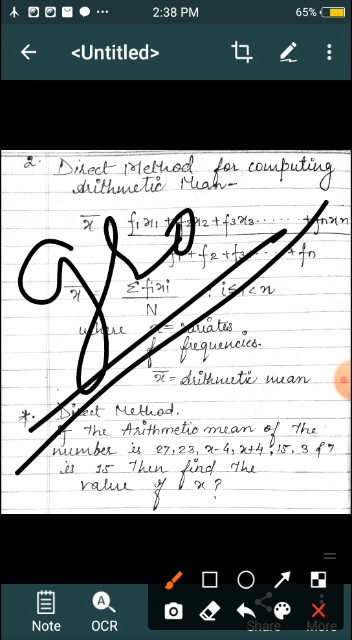 2:38 PM
65%
<Untitled>
2. Direct Method for computing
Arithmetic Mean-
x̄ f₁x₁ + f₂x₂ + f₃x₃ ...... + fₙxₙ
+ f₂ + f₃ + fₙ
x̄ Σfixi
N
where x = variates
f frequencies.
x̄ = Arithmetic mean
*. Direct Method.
If The Arithmetic mean of the
number is 27, 23, x-4, x+4, 15, 3 & 7
is 15 Then find the
value of x?
Note OCR Share More